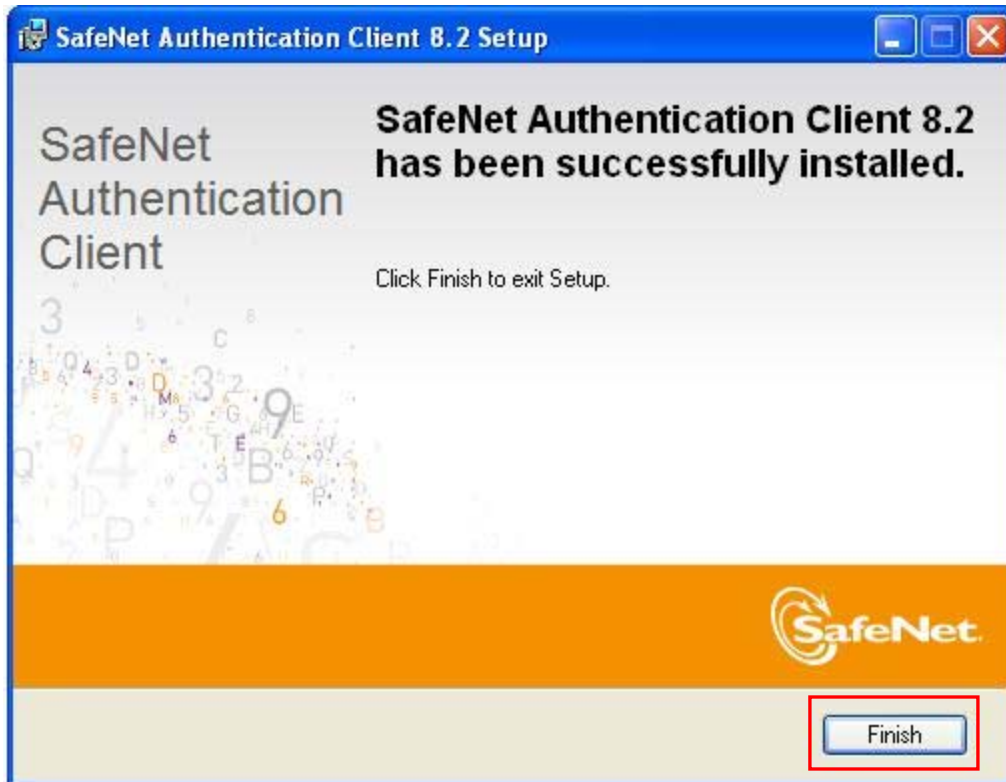 SafeNet Authentication Client 8.2 Setup
SafeNet
Authentication
Client
SafeNet Authentication Client 8.2
has been successfully installed.
Click Finish to exit Setup.
SafeNet.
Finish